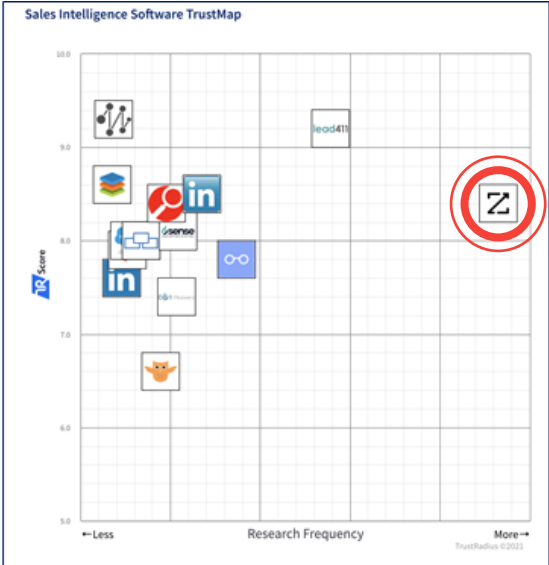 Sales Intelligence Software TrustMap
10.0
9.0
lead411
in
8.0
6sense
in
TR Score
7.0
6.0
5.0
←Less
Research Frequency
More→
TrustRadius ©2021